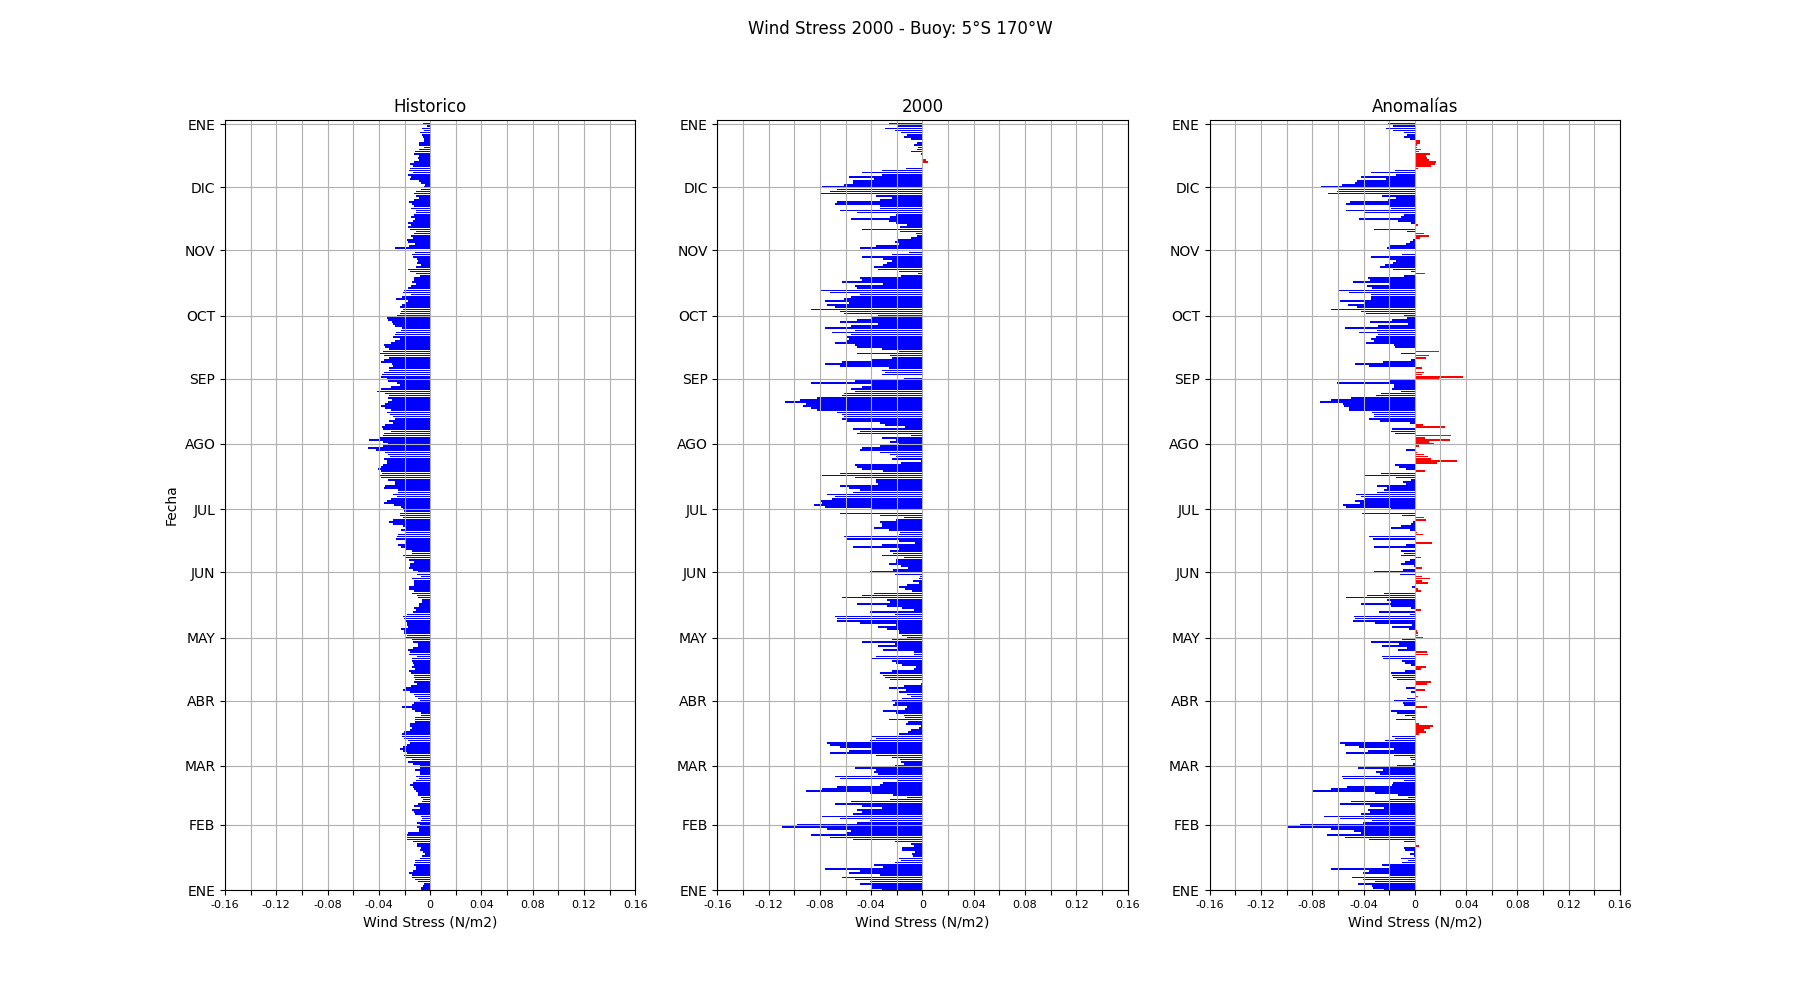 Wind Stress 2000 - Buoy: 5°S 170°W
Historico
ENE
DIC
NOV
OCT
SEP
AGO
JUL
JUN
MAY
ABR
MAR
FEB
ENE
Fecha
-0.16 -0.12 -0.08 -0.04 0 0.04 0.08 0.12 0.16
Wind Stress (N/m2)
2000
ENE
DIC
NOV
OCT
SEP
AGO
JUL
JUN
MAY
ABR
MAR
FEB
ENE
-0.16 -0.12 -0.08 -0.04 0 0.04 0.08 0.12 0.16
Wind Stress (N/m2)
Anomalías
ENE
DIC
NOV
OCT
SEP
AGO
JUL
JUN
MAY
ABR
MAR
FEB
ENE
-0.16 -0.12 -0.08 -0.04 0 0.04 0.08 0.12 0.16
Wind Stress (N/m2)